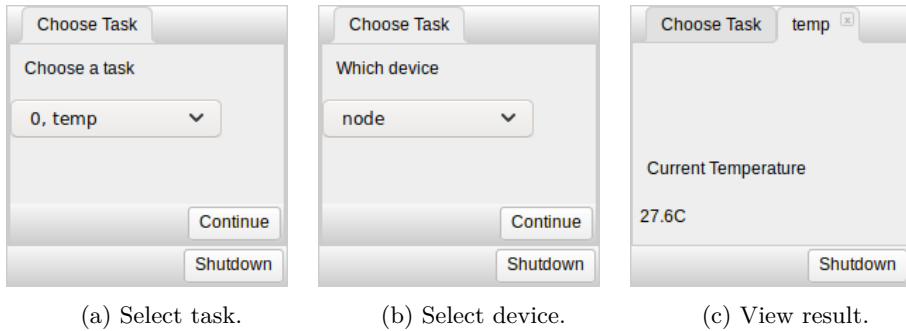 Choose Task
Choose a task
0, temp
Continue
Shutdown
(a) Select task.
Choose Task
Which device
node
Continue
Shutdown
(b) Select device.
Choose Task temp x
Current Temperature
27.6C
Shutdown
(c) View result.